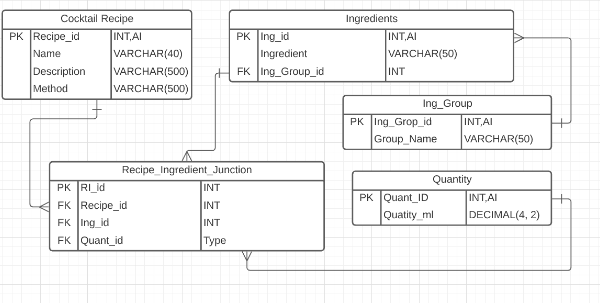 Cocktail Recipe
PK Recipe_id INT,AI
Name VARCHAR(40)
Description VARCHAR(500)
Method VARCHAR(500)
Ingredients
PK Ing_id INT,AI
Ingredient VARCHAR(50)
FK Ing_Group_id INT
Ing_Group
PK Ing_Grop_id INT,AI
Group_Name VARCHAR(50)
Recipe_Ingredient_Junction
PK RI_id INT
FK Recipe_id INT
FK Ing_id INT
FK Quant_id Type
Quantity
PK Quant_ID INT,AI
Quatity_ml DECIMAL(4, 2)